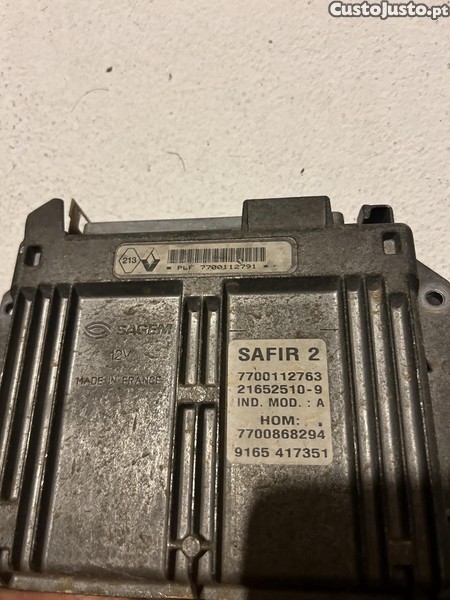 CustoJusto.pt
213
* PLF 7700112791 *
SAGEM
12V
MADE IN FRANCE
SAFIR 2
7700112763
21652510-9
IND. MOD. : A
HOM: .
7700868294
9165 417351